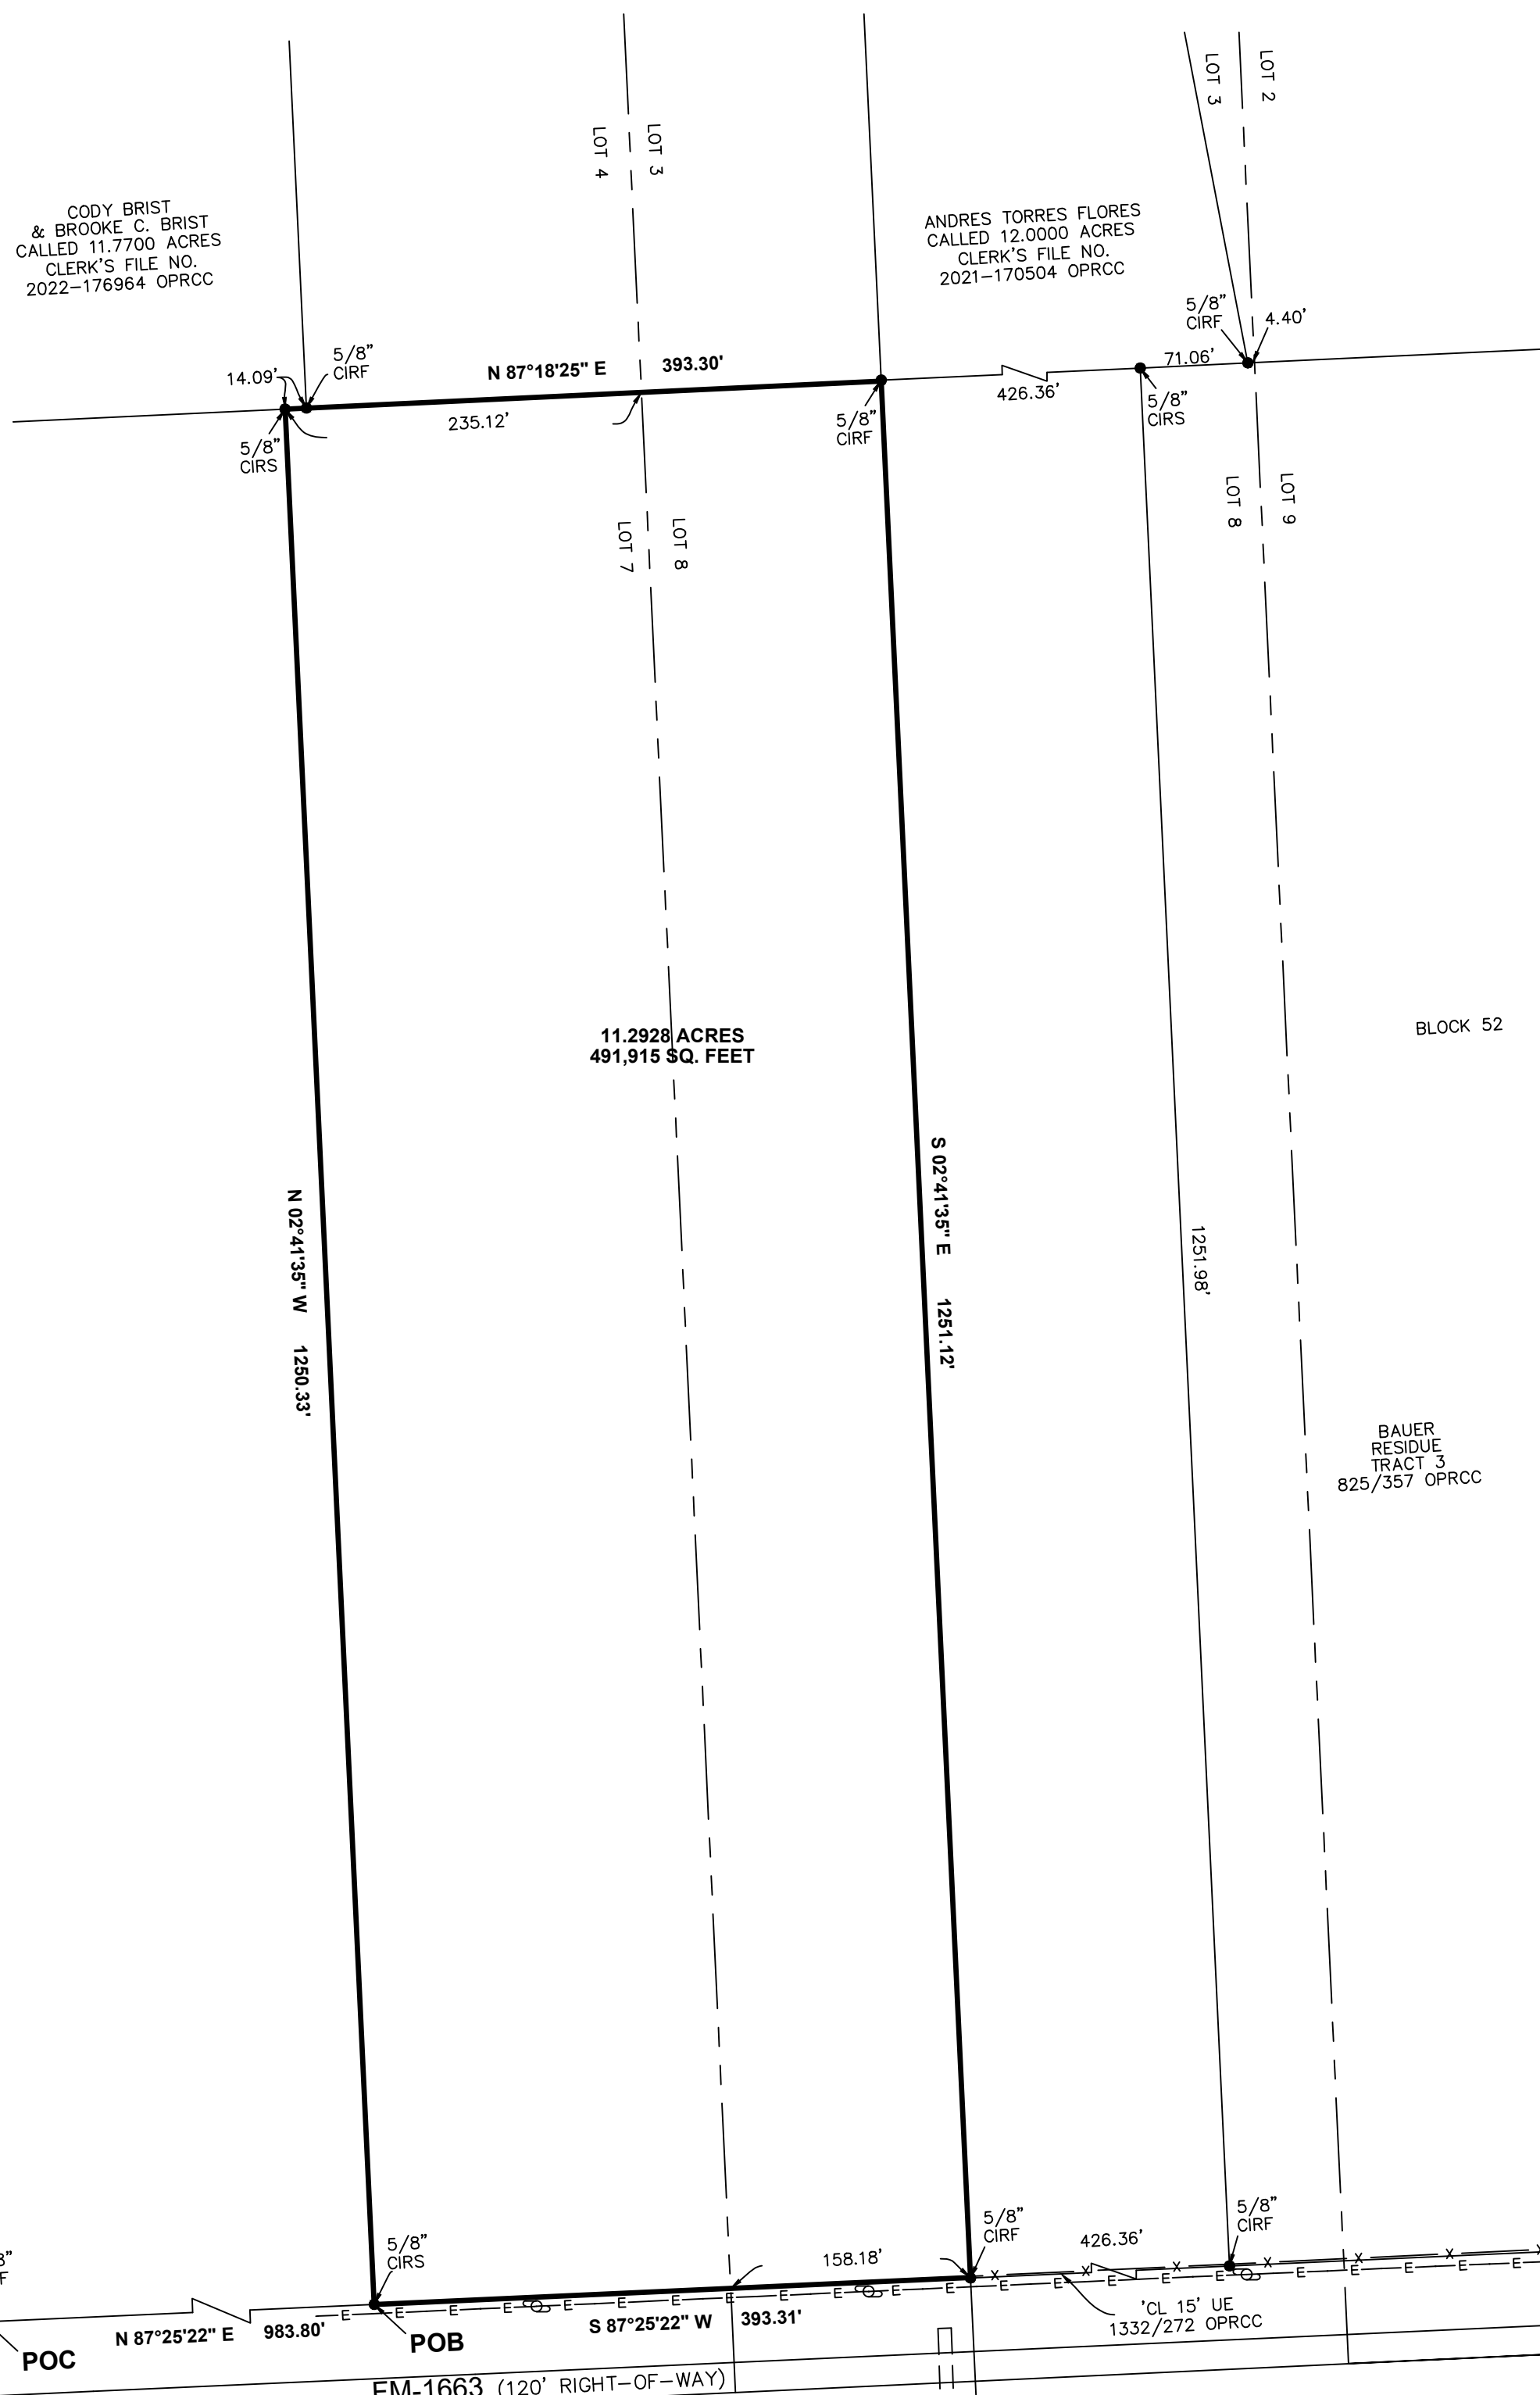 LOT 3
LOT 2
LOT 4
LOT 3
CODY BRIST
& BROOKE C. BRIST
CALLED 11.7700 ACRES
CLERK'S FILE NO.
2022-176964 OPRCC
ANDRES TORRES FLORES
CALLED 12.0000 ACRES
CLERK'S FILE NO.
2021-170504 OPRCC
5/8"
CIRF
4.40'
14.09'
5/8"
CIRF
N 87°18'25" E 393.30'
71.06'
426.36'
5/8"
CIRS
235.12'
5/8"
CIRF
5/8"
CIRS
LOT 8
LOT 9
LOT 7
LOT 8
11.2928 ACRES
491,915 SQ. FEET
BLOCK 52
S 02°41'35" E 1251.12'
N 02°41'35" W 1250.33'
1251.98'
BAUER
RESIDUE
TRACT 3
825/357 OPRCC
5/8"
CIRS
158.18'
5/8"
CIRF
426.36'
5/8"
CIRF
X X X X X X X
E E E E E E E E E E E E E E E E E E E E E E E
N 87°25'22" E 983.80'
POC
POB
S 87°25'22" W 393.31'
'CL 15' UE
1332/272 OPRCC
FM-1663 (120' RIGHT-OF-WAY)